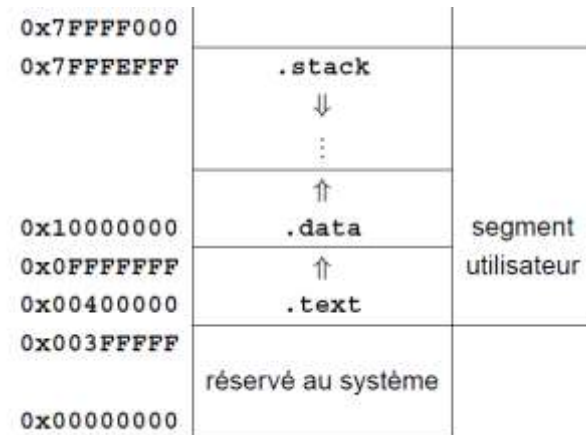 0x7FFFF000
0x7FFFEFFF .stack
⇓
⋮
⇑
0x10000000 .data segment
0x0FFFFFFF ⇑ utilisateur
0x00400000 .text
0x003FFFFF
réservé au système
0x00000000